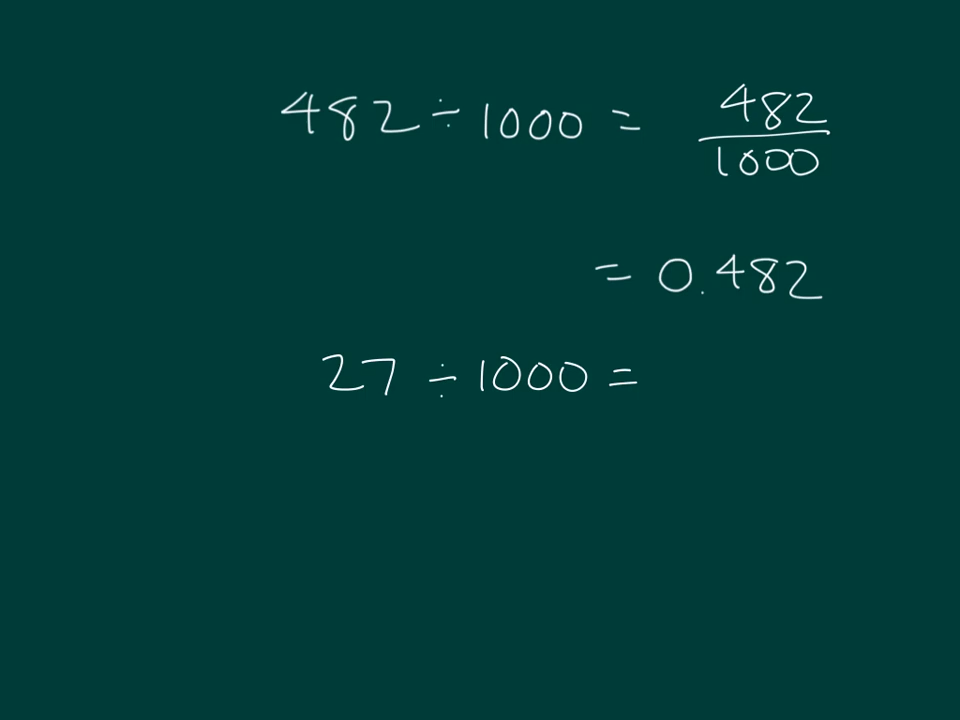 482 ÷ 1000 = 482/1000
= 0.482
27 ÷ 1000 =